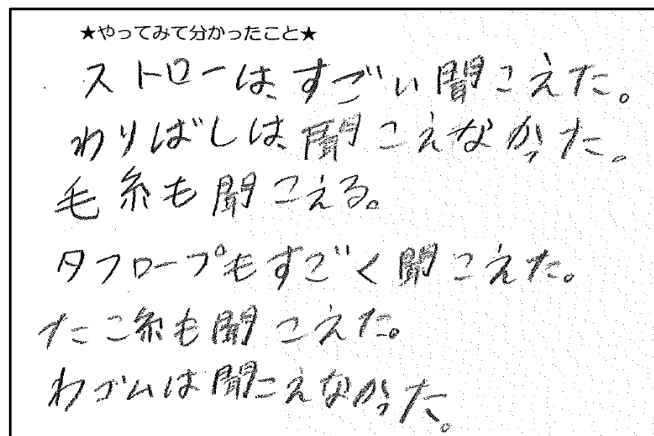 ★やってみて分かったこと★
ストローは、すごい聞こえた。
わりばしは、聞こえなかった。
毛糸も聞こえる。
タフロープもすごく聞こえた。
たこ糸も聞こえた。
わゴムは聞こえなかった。